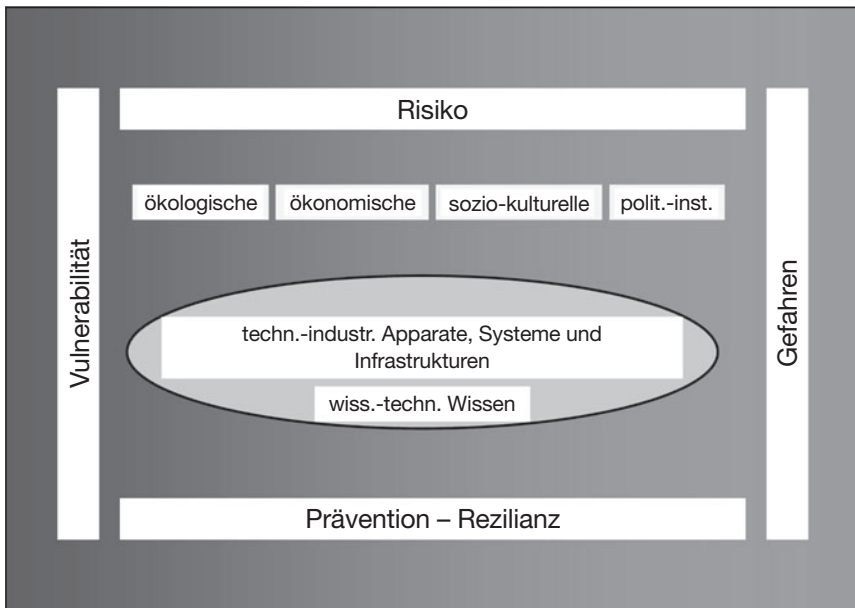 Risiko
Vulnerabilität
ökologische
ökonomische
sozio-kulturelle
polit.-inst.
Gefahren
techn.-industr. Apparate, Systeme und
Infrastrukturen
wiss.-techn. Wissen
Prävention – Rezilianz